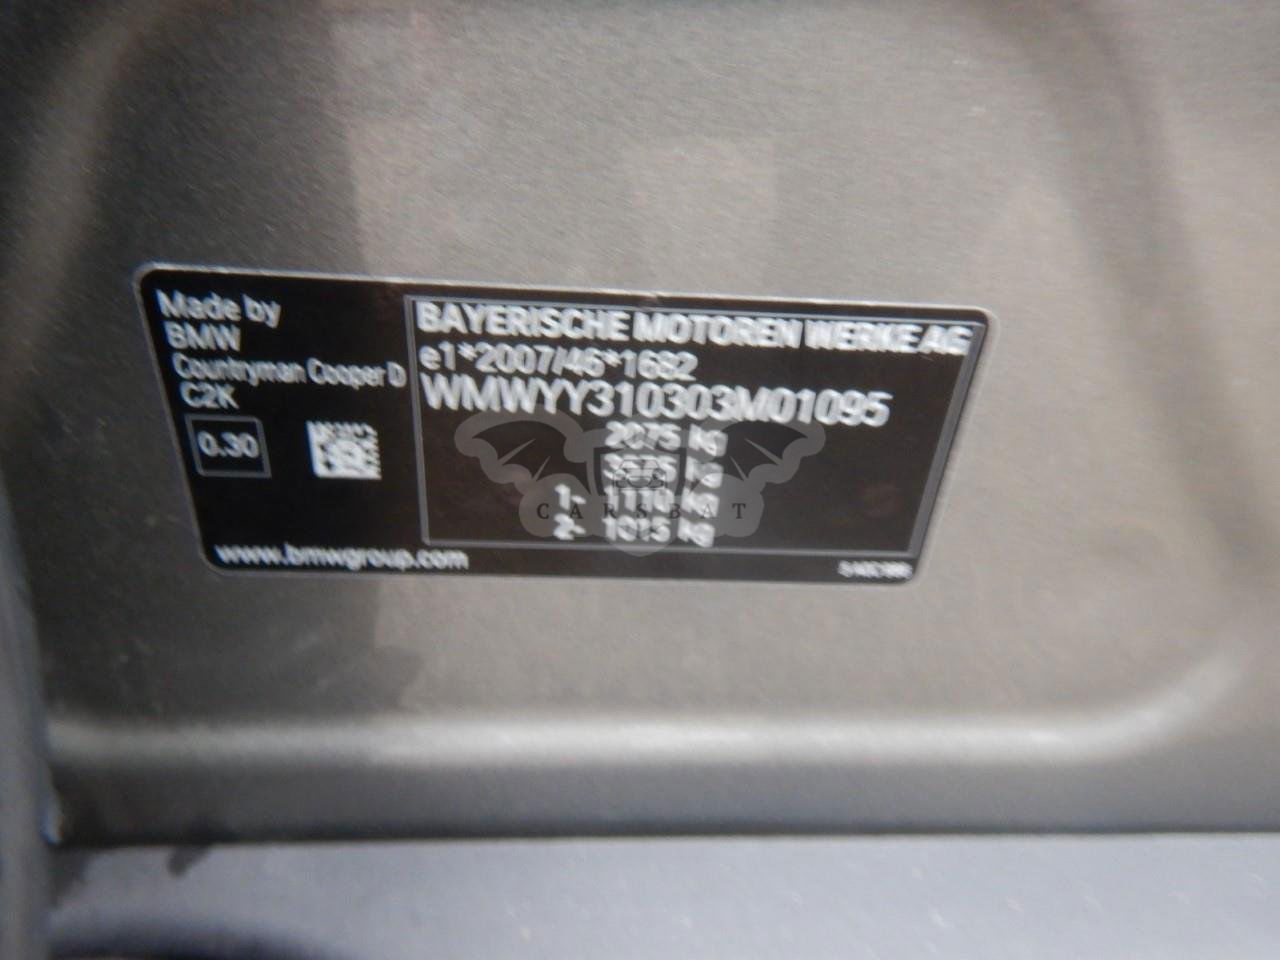 Made by
BMW
Countryman Cooper D
C2K
0.30
www.bmwgroup.com
BAYERISCHE MOTOREN WERKE AG
e1*2007/46*1682
WMWYY310303M01095
2075 kg
kg
1- 1110 kg
2- 1015 kg
CARSBAT